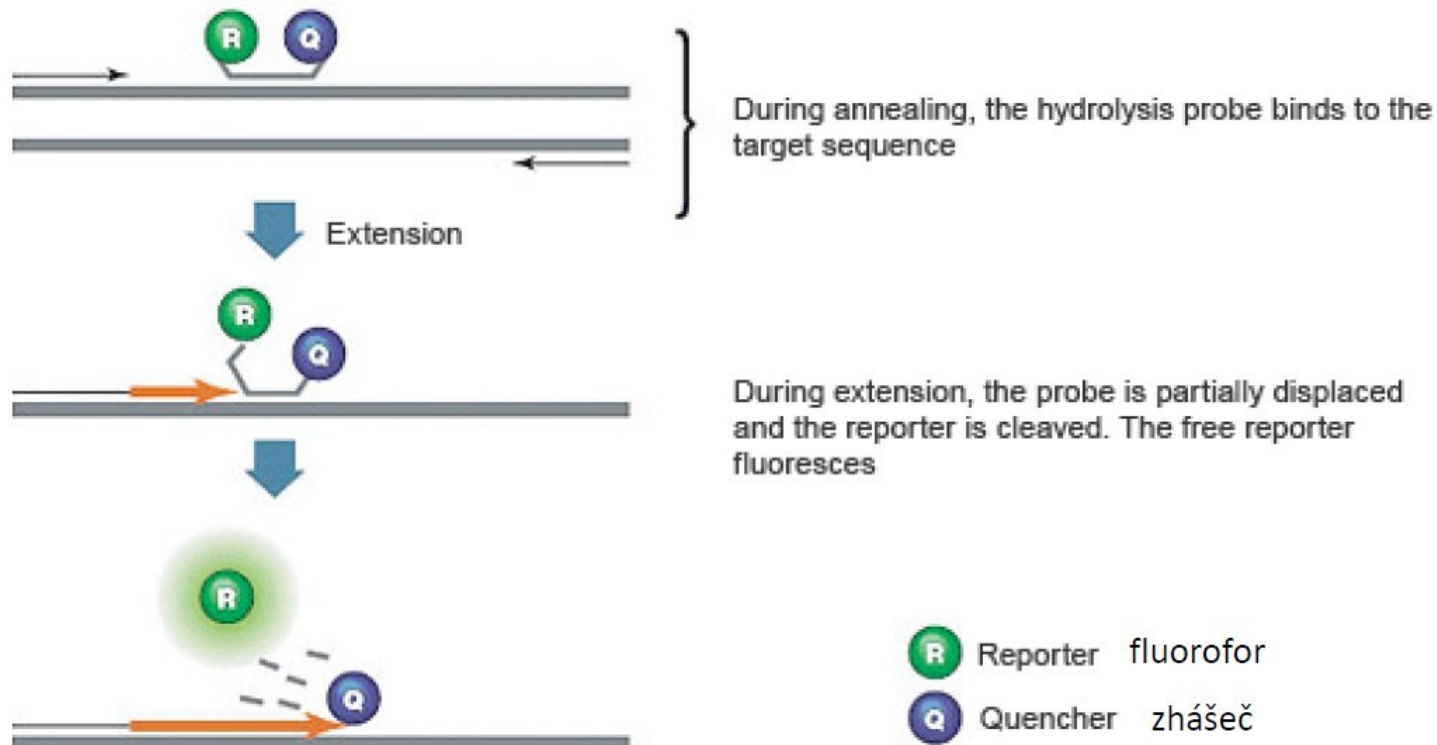 R Q
During annealing, the hydrolysis probe binds to the
target sequence
Extension
R
Q
During extension, the probe is partially displaced
and the reporter is cleaved. The free reporter
fluoresces
R
Q
R Reporter fluorofor
Q Quencher zhášeč